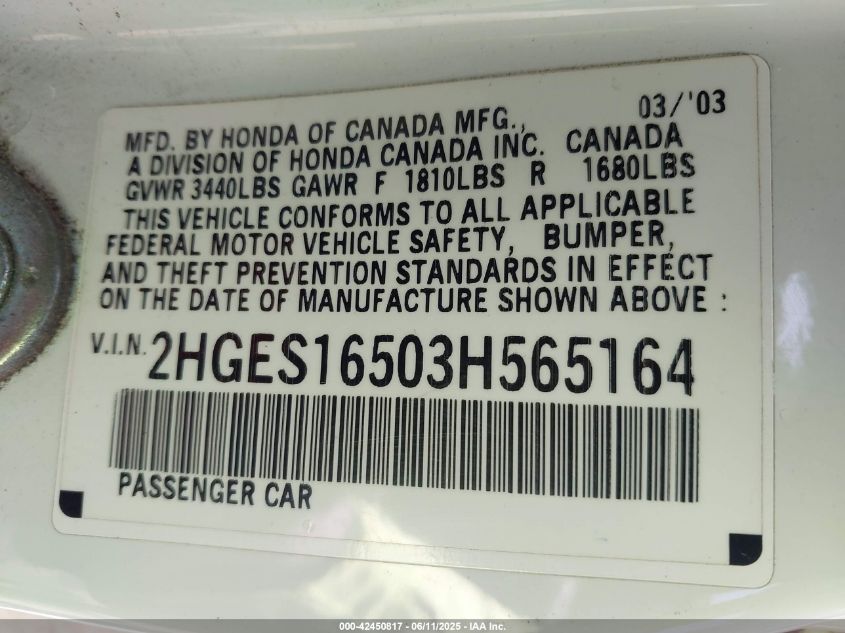 03/'03
MFD. BY HONDA OF CANADA MFG.,
A DIVISION OF HONDA CANADA INC. CANADA
GVWR 3440LBS GAWR F 1810LBS R 1680LBS
THIS VEHICLE CONFORMS TO ALL APPLICABLE
FEDERAL MOTOR VEHICLE SAFETY, BUMPER,
AND THEFT PREVENTION STANDARDS IN EFFECT
ON THE DATE OF MANUFACTURE SHOWN ABOVE :
V.I.N. 2HGES16503H565164
PASSENGER CAR
000-42450817 - 06/11/2025 - IAA Inc.